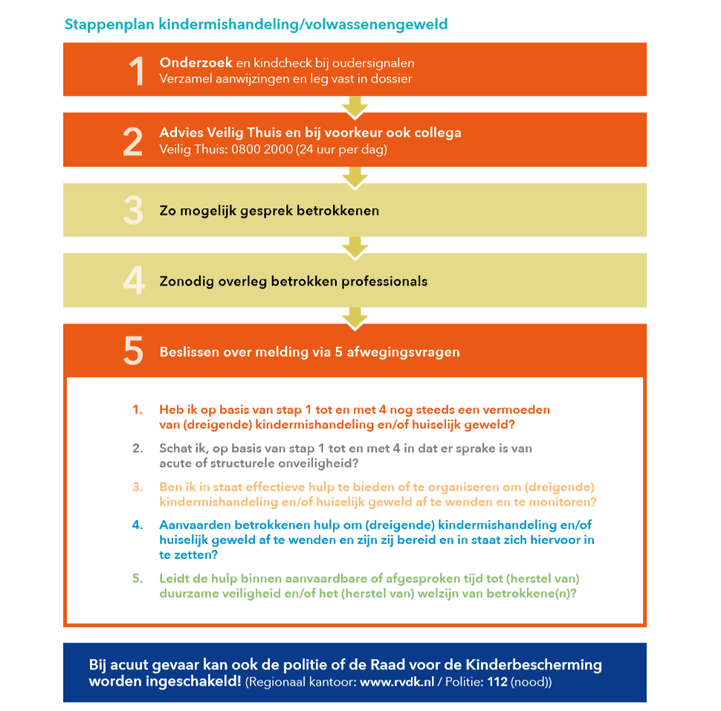 Stappenplan kindermishandeling/volwassenengeweld
1
Onderzoek en kindcheck bij oudersignalen
Verzamel aanwijzingen en leg vast in dossier
2
Advies Veilig Thuis en bij voorkeur ook collega
Veilig Thuis: 0800 2000 (24 uur per dag)
3
Zo mogelijk gesprek betrokkenen
4
Zonodig overleg betrokken professionals
5
Beslissen over melding via 5 afwegingsvragen
1. Heb ik op basis van stap 1 tot en met 4 nog steeds een vermoeden
van (dreigende) kindermishandeling en/of huiselijk geweld?
2. Schat ik, op basis van stap 1 tot en met 4 in dat er sprake is van
acute of structurele onveiligheid?
3. Ben ik in staat effectieve hulp te bieden of te organiseren om (dreigende)
kindermishandeling en/of huiselijk geweld af te wenden en te monitoren?
4. Aanvaarden betrokkenen hulp om (dreigende) kindermishandeling en/of
huiselijk geweld af te wenden en zijn zij bereid en in staat zich hiervoor in
te zetten?
5. Leidt de hulp binnen aanvaardbare of afgesproken tijd tot (herstel van)
duurzame veiligheid en/of het (herstel van) welzijn van betrokkene(n)?
Bij acuut gevaar kan ook de politie of de Raad voor de Kinderbescherming
worden ingeschakeld! (Regionaal kantoor: www.rvdk.nl / Politie: 112 (nood))